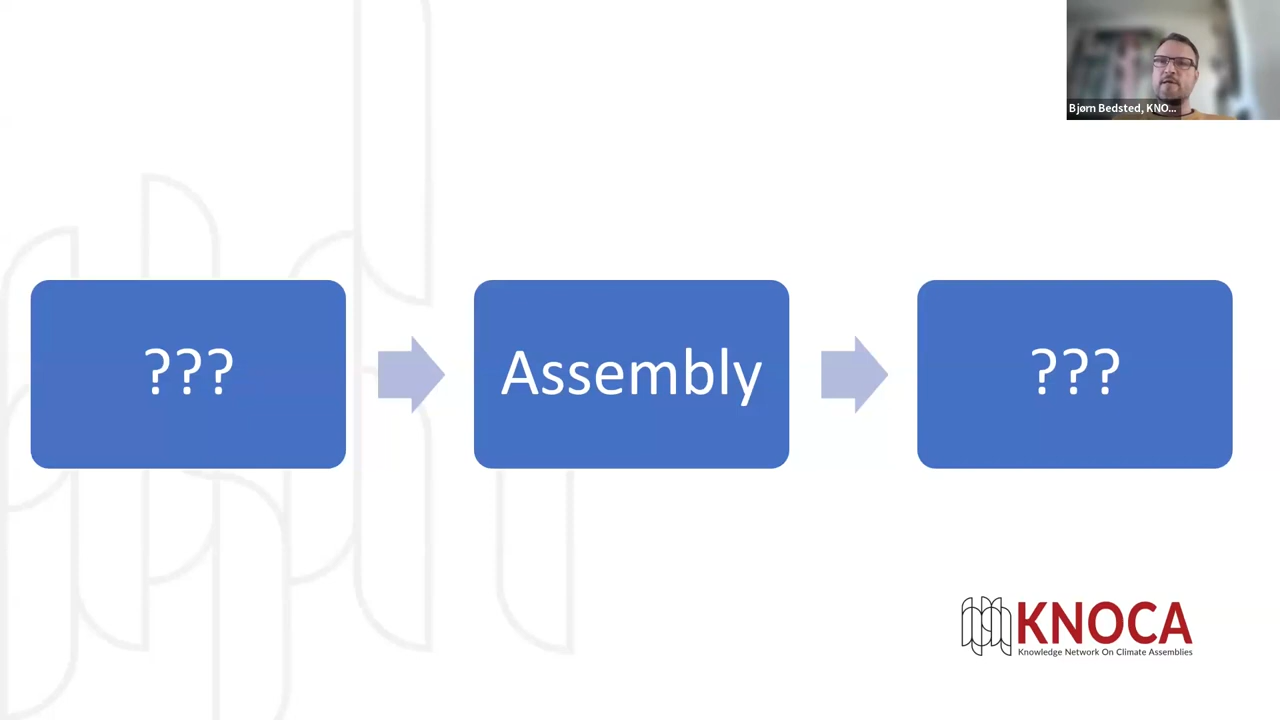 Bjørn Bedsted, KNO...
???
Assembly
???
KNOCA
Knowledge Network On Climate Assemblies